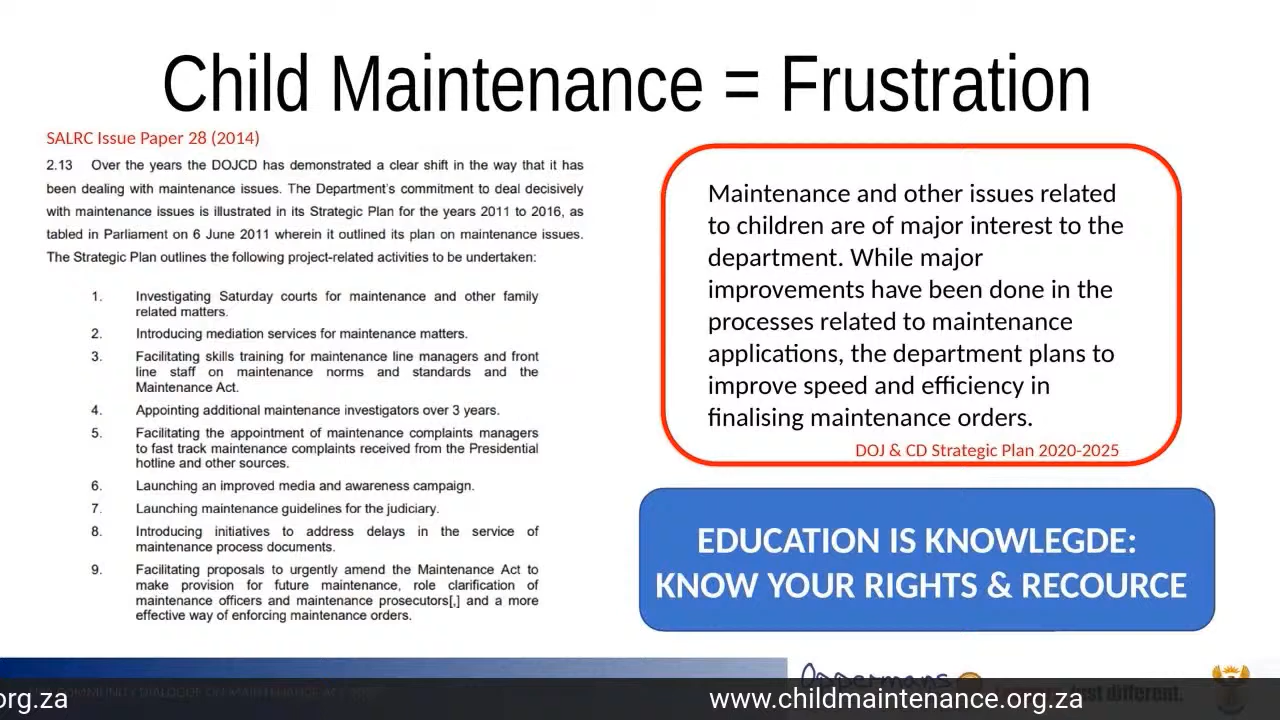 Child Maintenance = Frustration
SALRC Issue Paper 28 (2014)
2.13 Over the years the DOJCD has demonstrated a clear shift in the way that it has
been dealing with maintenance issues. The Department's commitment to deal decisively
with maintenance issues is illustrated in its Strategic Plan for the years 2011 to 2016, as
tabled in Parliament on 6 June 2011 wherein it outlined its plan on maintenance issues.
The Strategic Plan outlines the following project-related activities to be undertaken:
1. Investigating Saturday courts for maintenance and other family
related matters.
2. Introducing mediation services for maintenance matters.
3. Facilitating skills training for maintenance line managers and front
line staff on maintenance norms and standards and the
Maintenance Act.
4. Appointing additional maintenance investigators over 3 years.
5. Facilitating the appointment of maintenance complaints managers
to fast track maintenance complaints received from the Presidential
hotline and other sources.
6. Launching an improved media and awareness campaign.
7. Launching maintenance guidelines for the judiciary.
8. Introducing initiatives to address delays in the service of
maintenance process documents.
9. Facilitating proposals to urgently amend the Maintenance Act to
make provision for future maintenance, role clarification of
maintenance officers and maintenance prosecutors[,] and a more
effective way of enforcing maintenance orders.
Maintenance and other issues related
to children are of major interest to the
department. While major
improvements have been done in the
processes related to maintenance
applications, the department plans to
improve speed and efficiency in
finalising maintenance orders.
DOJ & CD Strategic Plan 2020-2025
EDUCATION IS KNOWLEGDE:
KNOW YOUR RIGHTS & RECOURCE
Oppermans
COMMUNITY DIALOGUE ON MAINTENANCE
just different.
org.za
www.childmaintenance.org.za